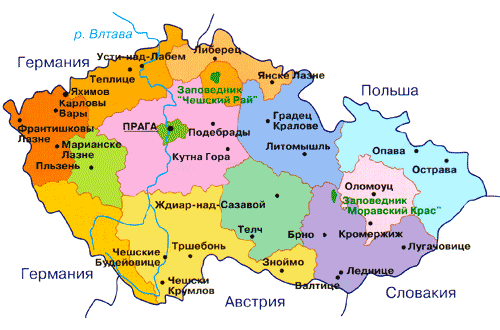 р. Влтава
Германия
Усти-над-Лабем
Теплице
Либерец
Яхимов
Карловы
Вары
Франтишковы
Лазне
Марианске
Лазне
Пльзень
Заповедник
"Чешский Рай"
Янске Лазне
Польша
ПРАГА
Подебрады
Кутна Гора
Градец
Кралове
Литомышль
Опава
Острава
Оломоуц
Заповедник
"Моравский Крас"
Ждиар-над-Сазавой
Телч
Брно
Кромержиж
Лугачовице
Германия
Чешские
Будейовице
Тршебонь
Чешски
Крумлов
Зноймо
Леднице
Валтице
Австрия
Словакия